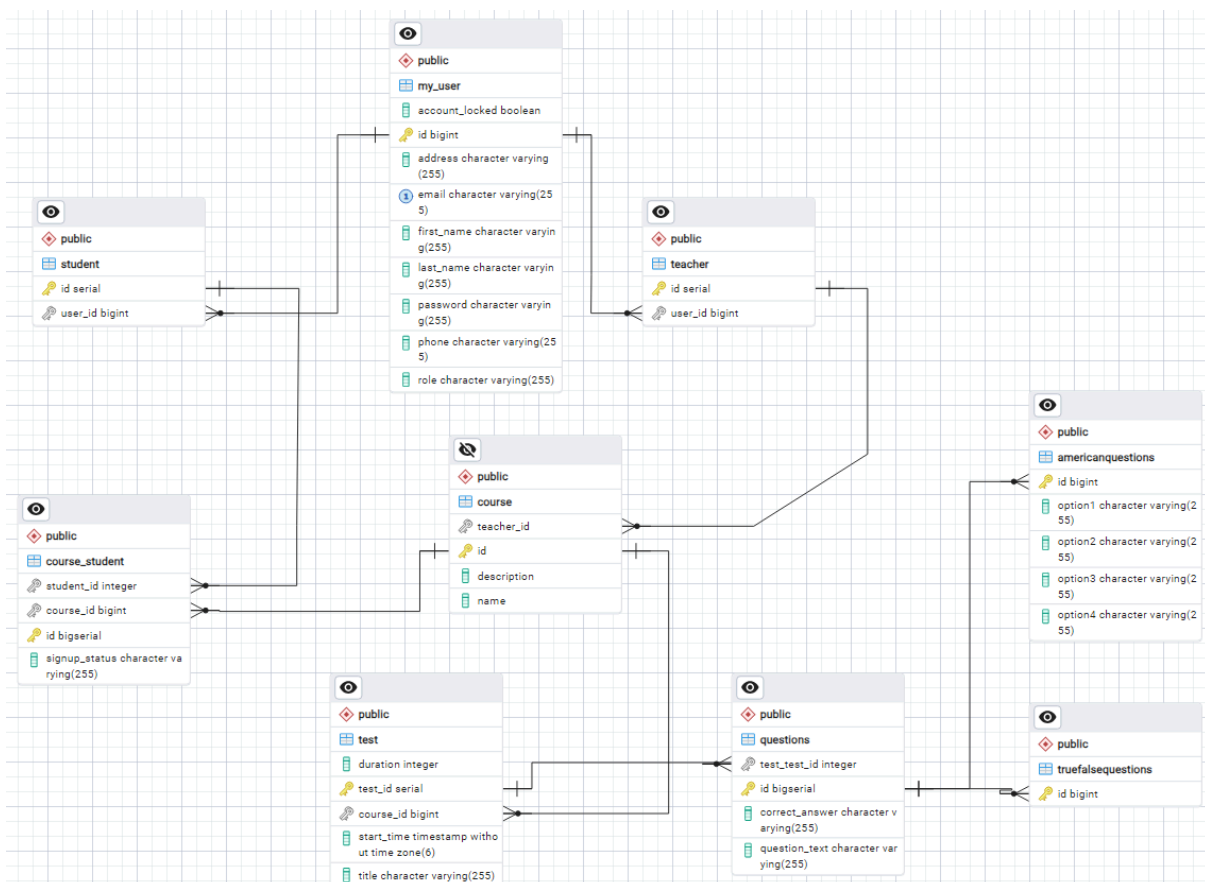 public
my_user
account_locked boolean
id bigint
address character varying
(255)
email character varying(25
5)
first_name character varyin
g(255)
last_name character varyin
g(255)
password character varyin
g(255)
phone character varying(25
5)
role character varying(255)
public
student
id serial
user_id bigint
public
teacher
id serial
user_id bigint
public
course
teacher_id
id
description
name
public
americanquestions
id bigint
option1 character varying(2
55)
option2 character varying(2
55)
option3 character varying(2
55)
option4 character varying(2
55)
public
course_student
student_id integer
course_id bigint
id bigserial
signup_status character va
rying(255)
public
test
duration integer
test_id serial
course_id bigint
start_time timestamp witho
ut time zone(6)
title character varying(255)
public
questions
test_test_id integer
id bigserial
correct_answer character v
arying(255)
question_text character var
ying(255)
public
truefalsequestions
id bigint